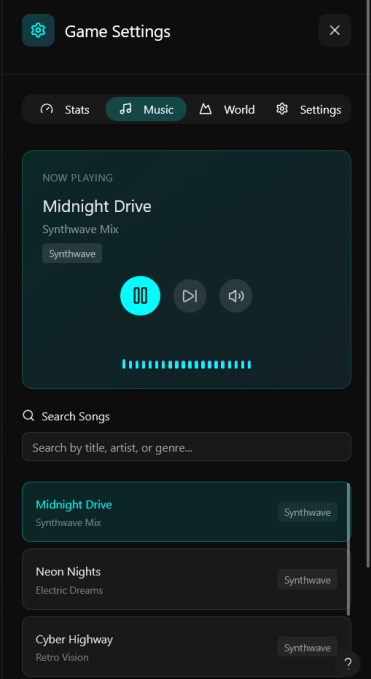 Game Settings
Stats Music World Settings
NOW PLAYING
Midnight Drive
Synthwave Mix
Synthwave
Search Songs
Search by title, artist, or genre...
Midnight Drive
Synthwave Mix
Synthwave
Neon Nights
Electric Dreams
Synthwave
Cyber Highway
Retro Vision
Synthwave
?